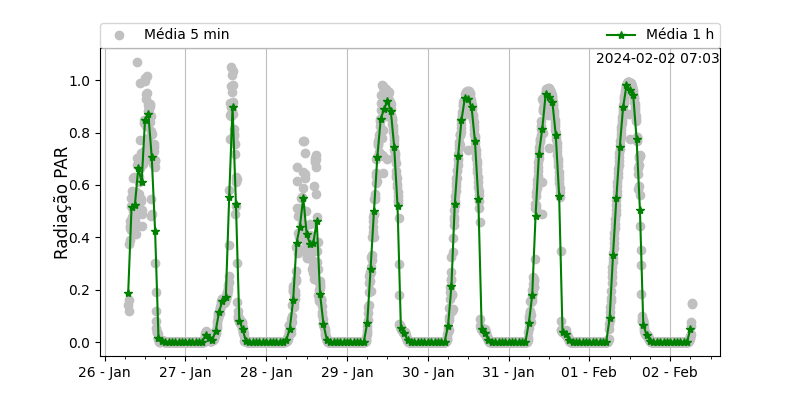 Média 5 min
Média 1 h
2024-02-02 07:03
Radiação PAR
1.0
0.8
0.6
0.4
0.2
0.0
26 - Jan
27 - Jan
28 - Jan
29 - Jan
30 - Jan
31 - Jan
01 - Feb
02 - Feb